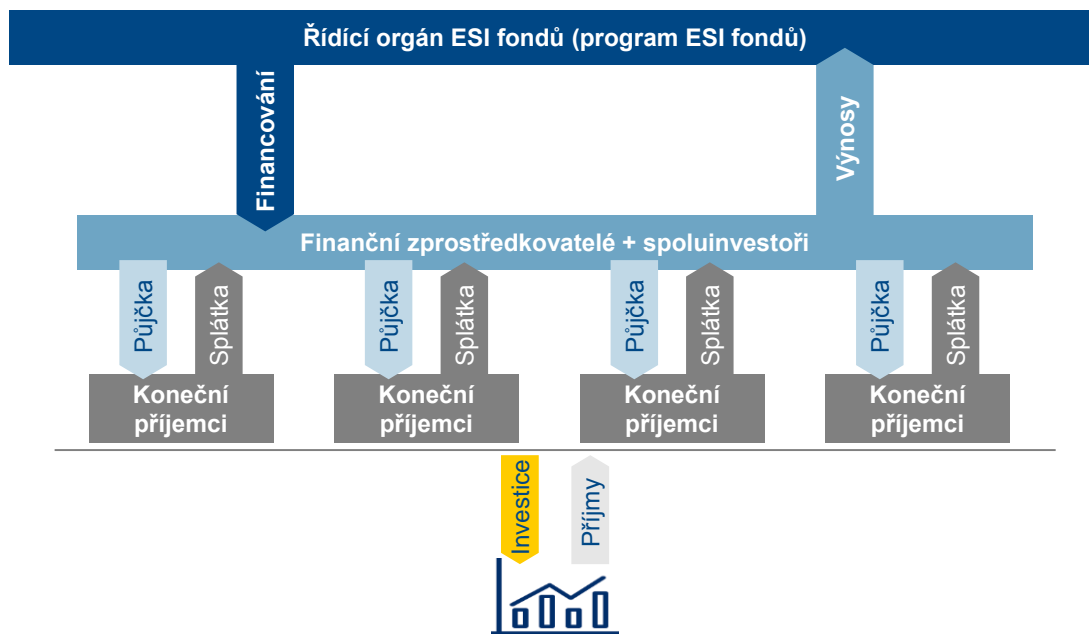 Řídící orgán ESI fondů (program ESI fondů)
Financování
Výnosy
Finanční zprostředkovatelé + spoluinvestoři
Půjčka
Splátka
Půjčka
Splátka
Půjčka
Splátka
Půjčka
Splátka
Koneční
příjemci
Koneční
příjemci
Koneční
příjemci
Koneční
příjemci
Investice
Příjmy